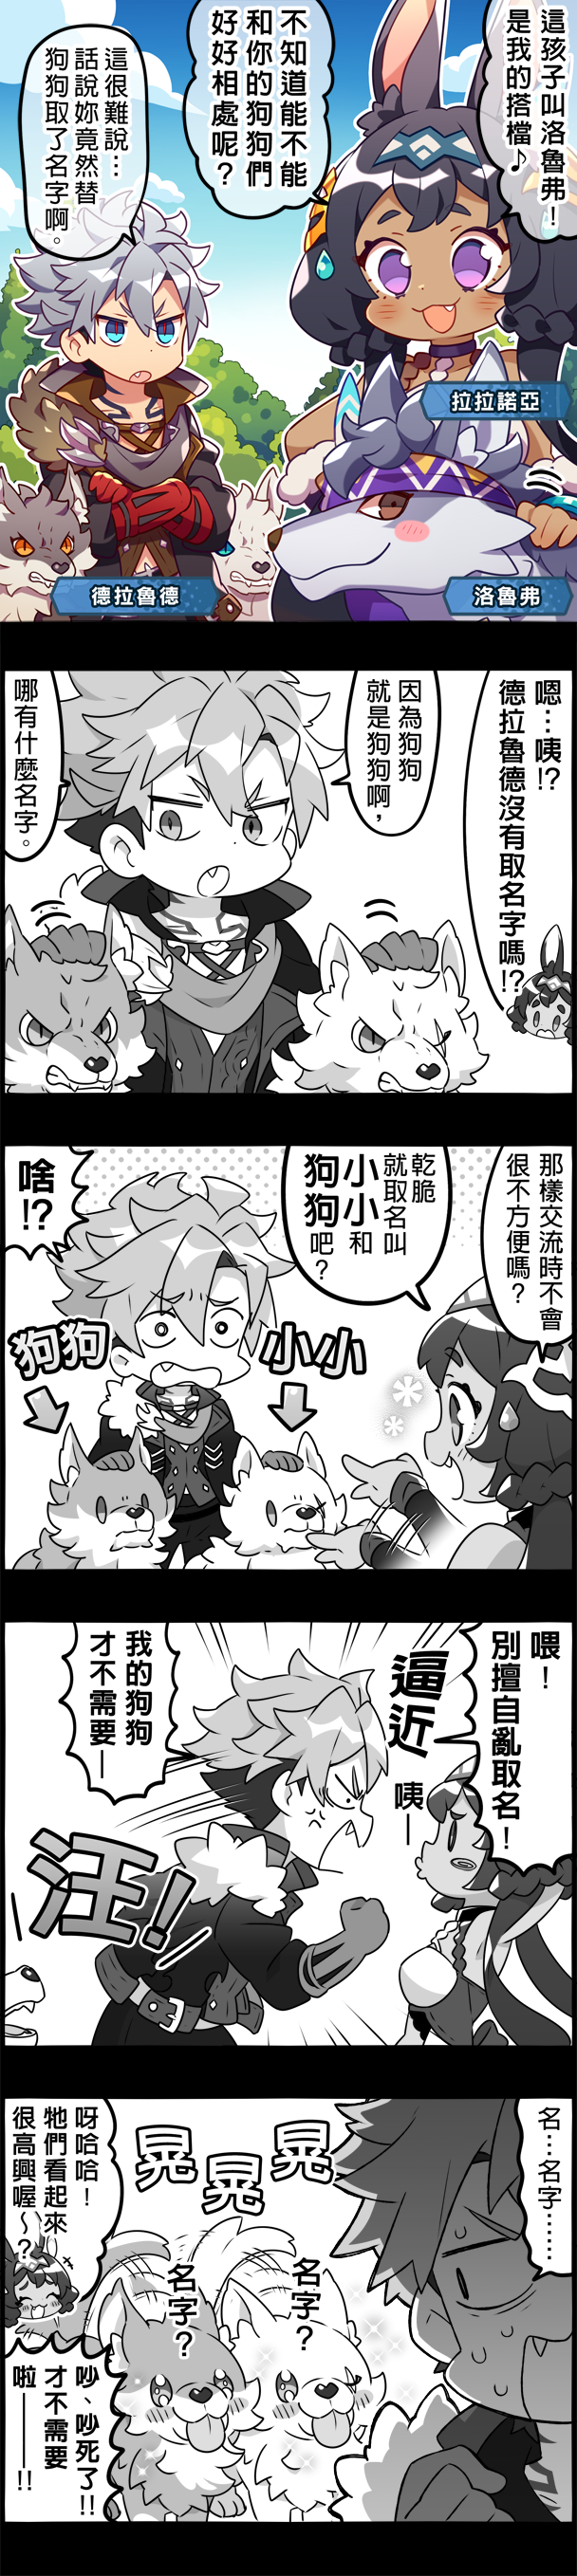 這孩子叫洛魯弗！
是我的搭檔♪
不知道能不能
和你的狗狗們
好好相處呢？
這很難說…
話說妳竟然替
狗狗取了名字啊。
拉拉諾亞
德拉魯德
洛魯弗
嗯…咦!?
德拉魯德沒有取名字嗎!?
因為狗狗
就是狗狗啊，
哪有什麼名字。
那樣交流時不會
很不方便嗎？
乾脆
就取名叫
小小和
狗狗吧？
啥!?
小小
狗狗
喂！
別擅自亂取名！
逼近
咦—
我的狗狗
才不需要—
汪！
名…名字……
晃
晃
晃
名字？
名字？
呀哈哈！
牠們看起來
很高興喔～？
吵、吵死了!!
才不需要
啦———!!